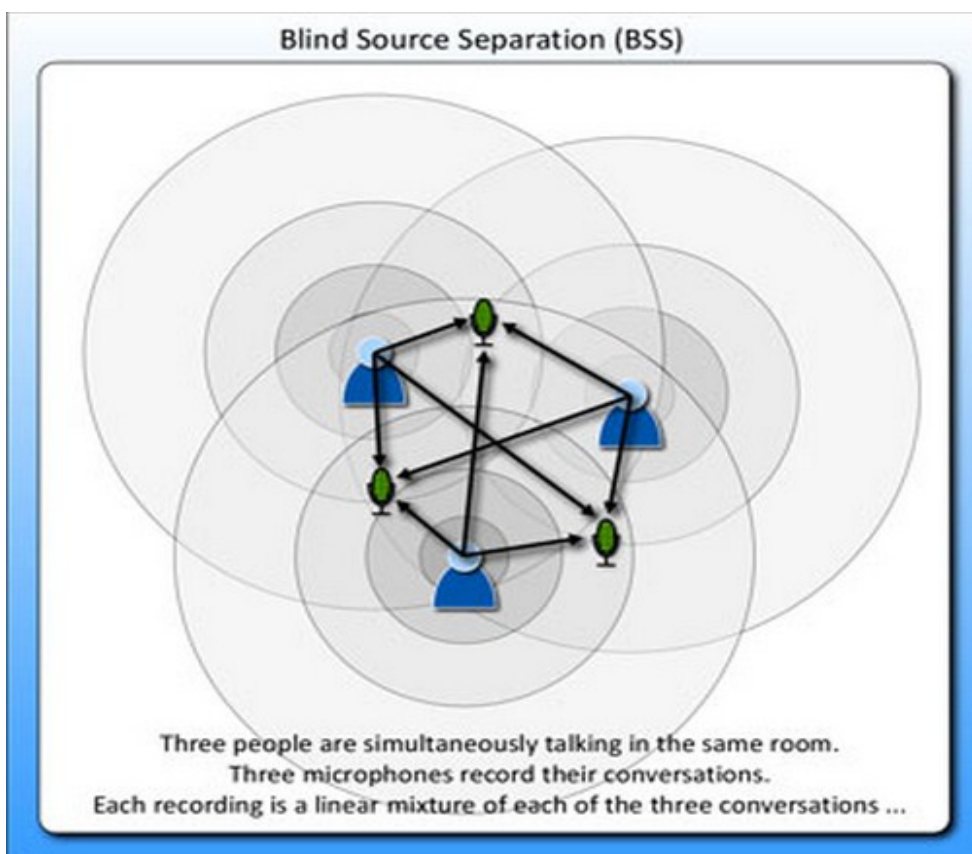 Blind Source Separation (BSS)
Three people are simultaneously talking in the same room.
Three microphones record their conversations.
Each recording is a linear mixture of each of the three conversations ...